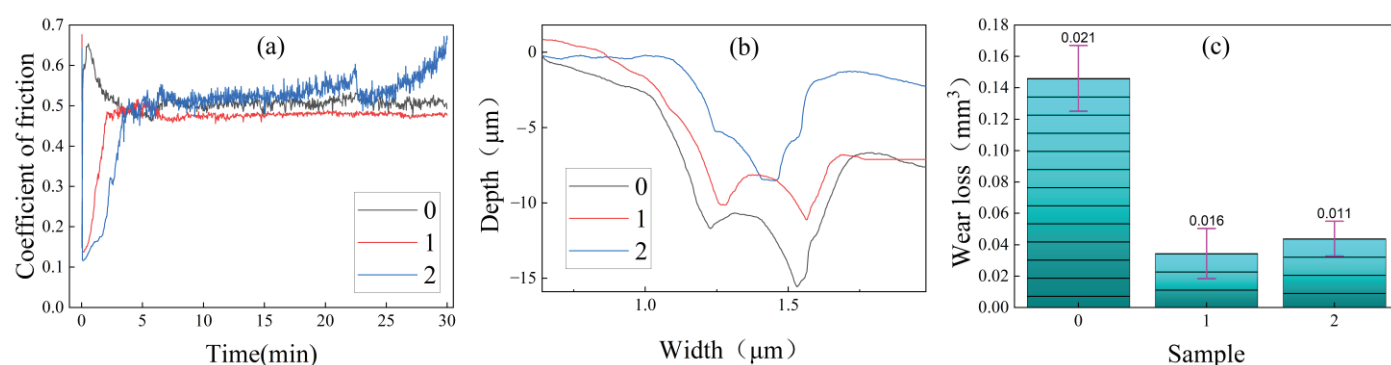 (a)
0.7
0.6
0.5
0.4
0.3
0.2
0.1
0.0
Coefficient of friction
0
1
2
0 5 10 15 20 25 30
Time(min)
(b)
0
−5
−10
−15
Depth（μm）
0
1
2
1.0 1.5
Width（μm）
(c)
0.18
0.16
0.14
0.12
0.10
0.08
0.06
0.04
0.02
0.00
Wear loss（mm³）
0.021
0.016
0.011
0 1 2
Sample